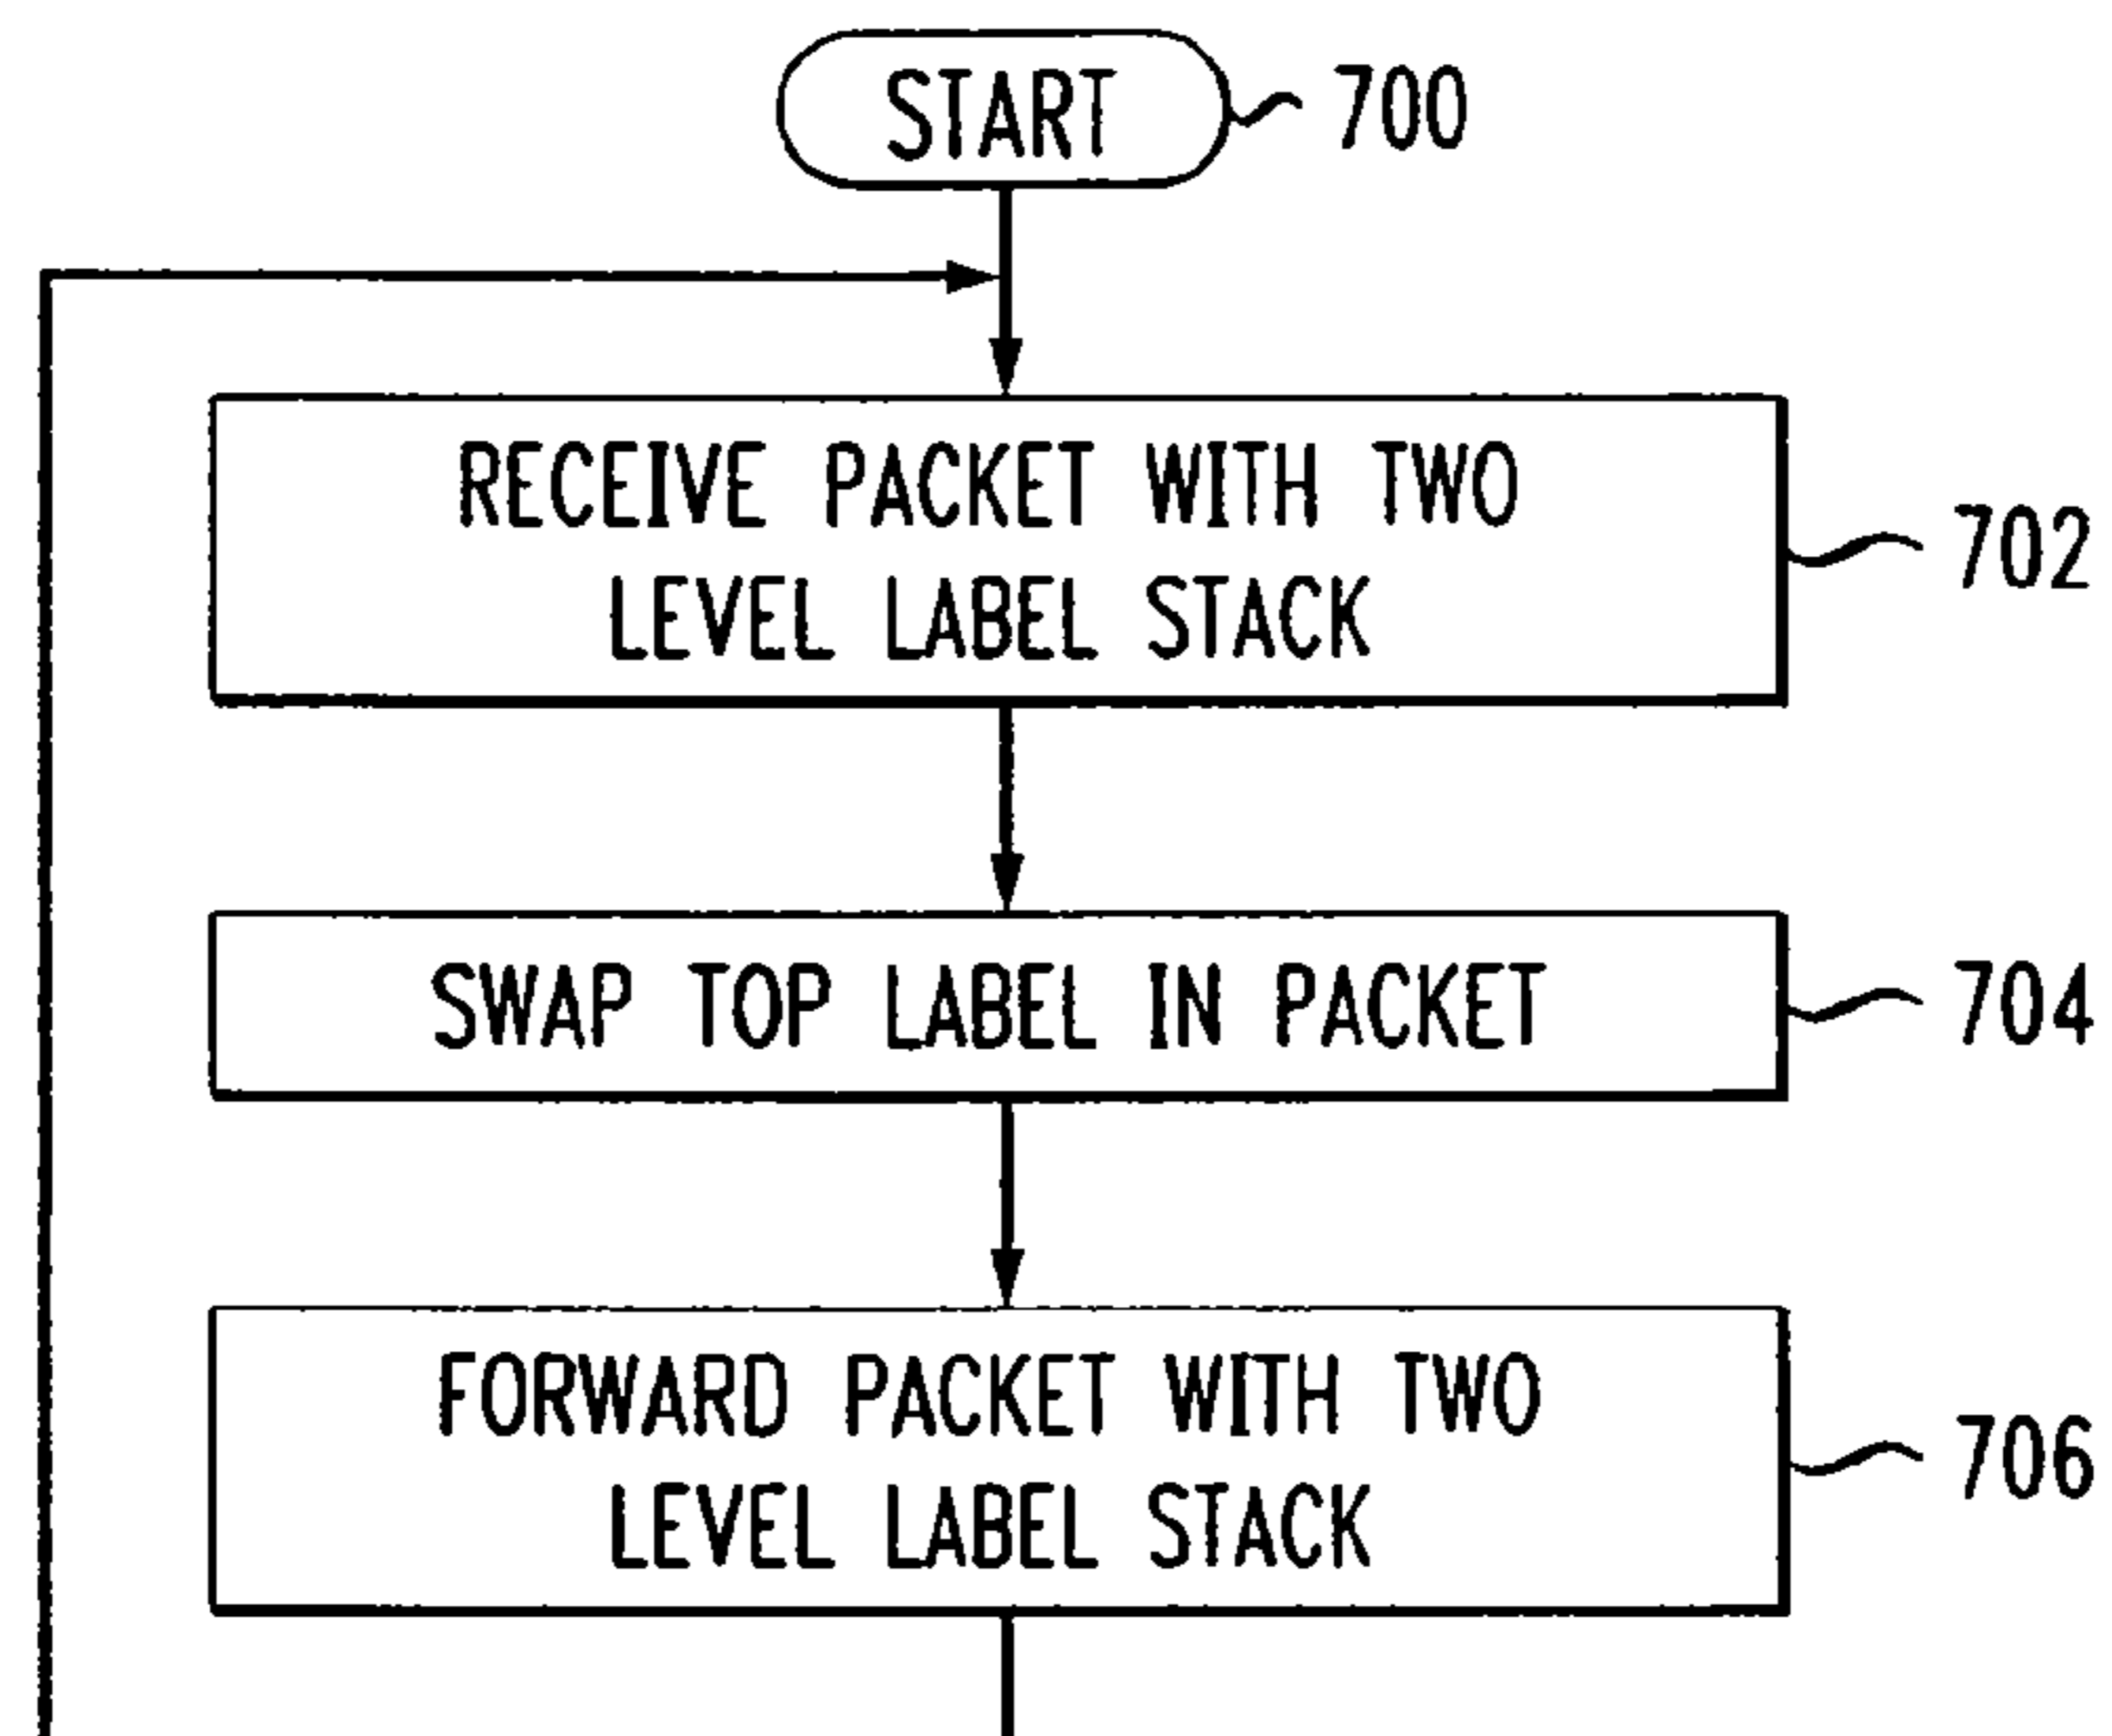 START
700
RECEIVE PACKET WITH TWO
LEVEL LABEL STACK
702
SWAP TOP LABEL IN PACKET
704
FORWARD PACKET WITH TWO
LEVEL LABEL STACK
706